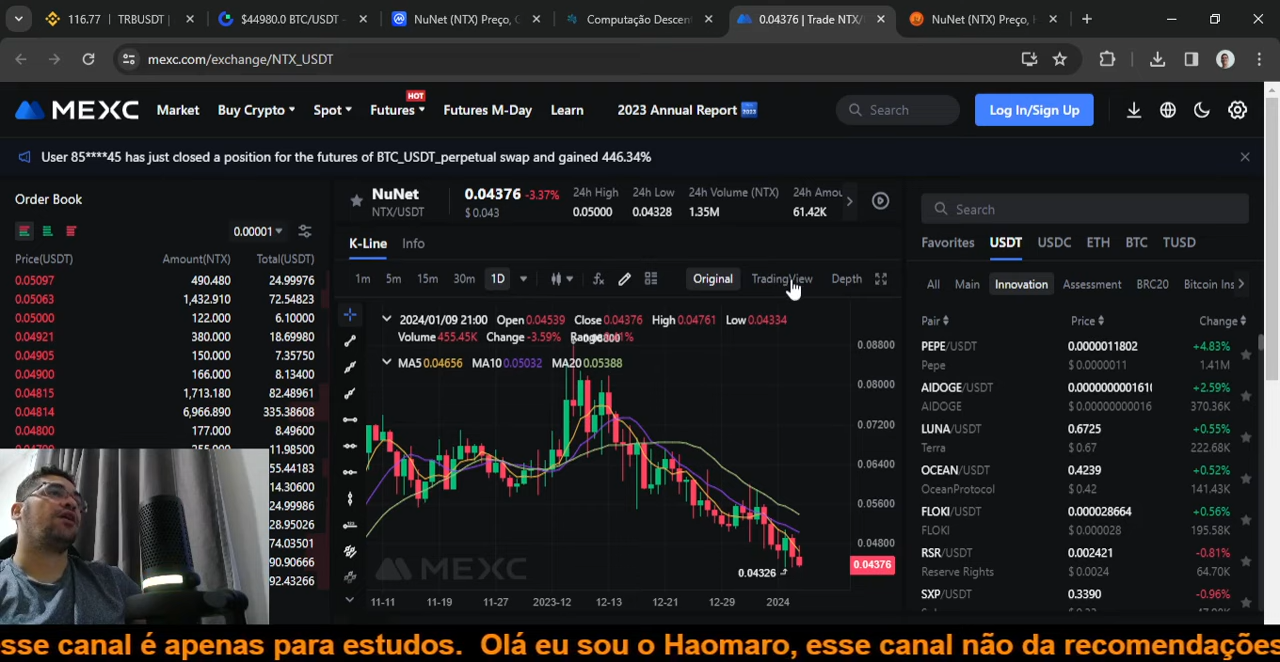 116.77 | TRBUSDT |
$44980.0 BTC/USDT -
NuNet (NTX) Preço, G
Computação Descen
0.04376 | Trade NTX/
NuNet (NTX) Preço,
mexc.com/exchange/NTX_USDT
MEXC
Market
Buy Crypto
Spot
Futures
HOT
Futures M-Day
Learn
2023 Annual Report
Search
Log In/Sign Up
User 85****45 has just closed a position for the futures of BTC_USDT_perpetual swap and gained 446.34%
Order Book
0.00001
Price(USDT) Amount(NTX) Total(USDT)
0.05097 490.480 24.99976
0.05063 1,432.910 72.54823
0.05000 122.000 6.10000
0.04921 380.000 18.69980
0.04905 150.000 7.35750
0.04900 166.000 8.13400
0.04815 1,713.180 82.48961
0.04814 6,966.890 335.38608
0.04800 177.000 8.49600
11.98500
55.44183
14.30600
24.99986
28.95026
74.03501
90.90666
92.43266
NuNet
NTX/USDT
0.04376 -3.37%
$ 0.043
24h High
0.05000
24h Low
0.04328
24h Volume (NTX)
1.35M
24h Amou
61.42K
K-Line Info
1m 5m 15m 30m 1D
Original TradingView Depth
2024/01/09 21:00 Open 0.04539 Close 0.04376 High 0.04761 Low 0.04334
Volume 455.45K Change -3.59% Range
MA5 0.04656 MA10 0.05032 MA20 0.05388
0.08800
0.08000
0.07200
0.06400
0.05600
0.04800
0.04376
0.04326
MEXC
11-11 11-19 11-27 2023-12 12-13 12-21 12-29 2024
Search
Favorites USDT USDC ETH BTC TUSD
All Main Innovation Assessment BRC20 Bitcoin Ins
Pair Price Change
PEPE/USDT 0.0000011802 +4.83%
Pepe $ 0.0000011 1.41M
AIDOGE/USDT +2.59%
AIDOGE $ 0.00000000016 370.36K
LUNA/USDT 0.6725 +0.55%
Terra $ 0.67 222.68K
OCEAN/USDT 0.4239 +0.52%
OceanProtocol $ 0.42 141.43K
FLOKI/USDT 0.000028664 +0.56%
FLOKI $ 0.000028 195.58K
RSR/USDT 0.002421 -0.81%
Reserve Rights $ 0.0024 64.70K
SXP/USDT 0.3390 -0.96%
sse canal é apenas para estudos. Olá eu sou o Haomaro, esse canal não da recomendações